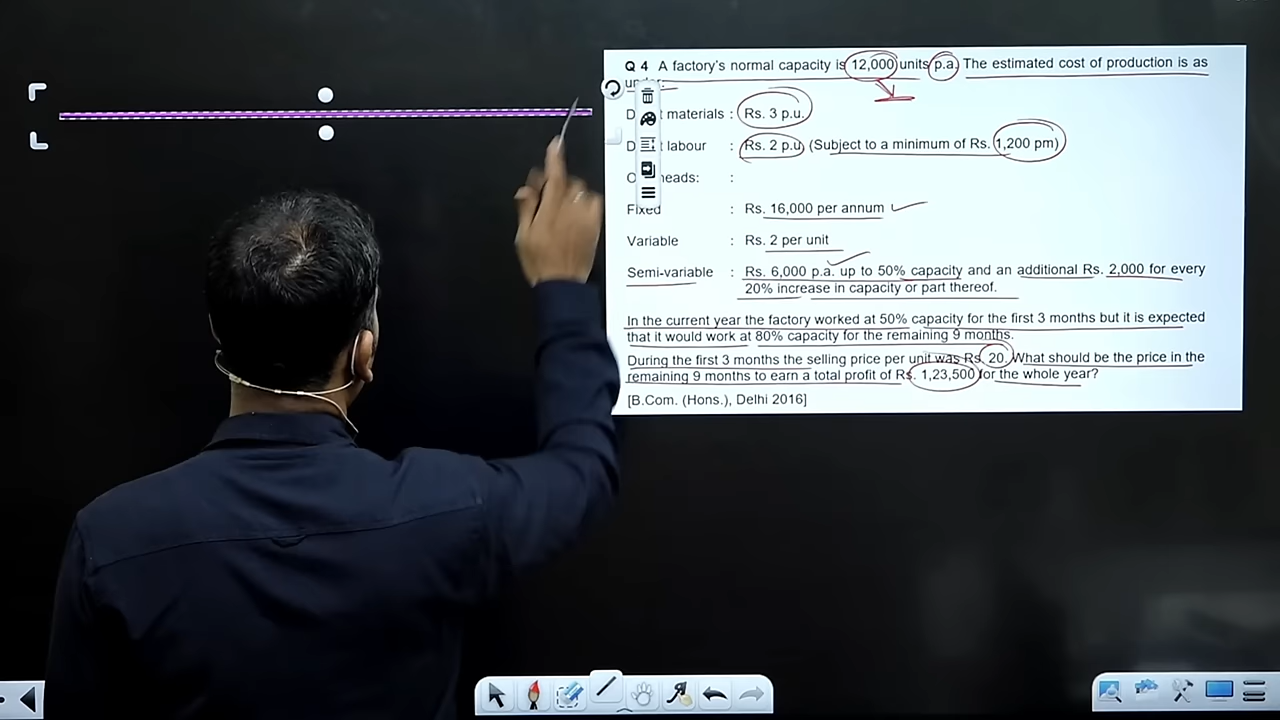 Q 4 A factory's normal capacity is 12,000 units p.a. The estimated cost of production is as
materials : Rs. 3 p.u.
labour : Rs. 2 p.u. (Subject to a minimum of Rs. 1,200 pm)
heads: :
Fixed : Rs. 16,000 per annum
Variable : Rs. 2 per unit
Semi-variable : Rs. 6,000 p.a. up to 50% capacity and an additional Rs. 2,000 for every
20% increase in capacity or part thereof.
In the current year the factory worked at 50% capacity for the first 3 months but it is expected
that it would work at 80% capacity for the remaining 9 months.
During the first 3 months the selling price per unit was Rs. 20. What should be the price in the
remaining 9 months to earn a total profit of Rs. 1,23,500 for the whole year?
[B.Com. (Hons.), Delhi 2016]